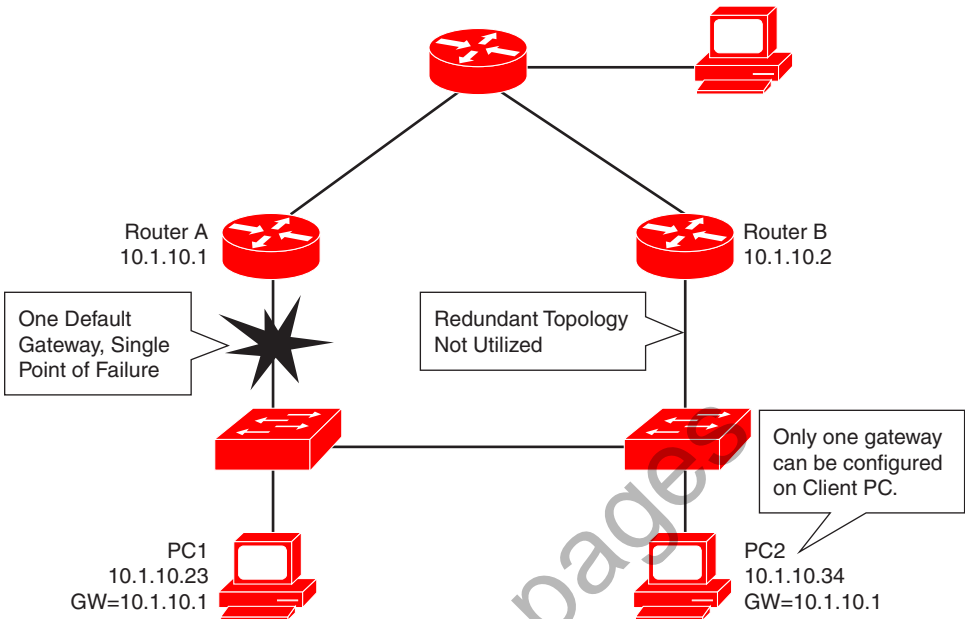 Router A
10.1.10.1
Router B
10.1.10.2
One Default
Gateway, Single
Point of Failure
Redundant Topology
Not Utilized
Only one gateway
can be configured
on Client PC.
PC1
10.1.10.23
GW=10.1.10.1
PC2
10.1.10.34
GW=10.1.10.1
pages